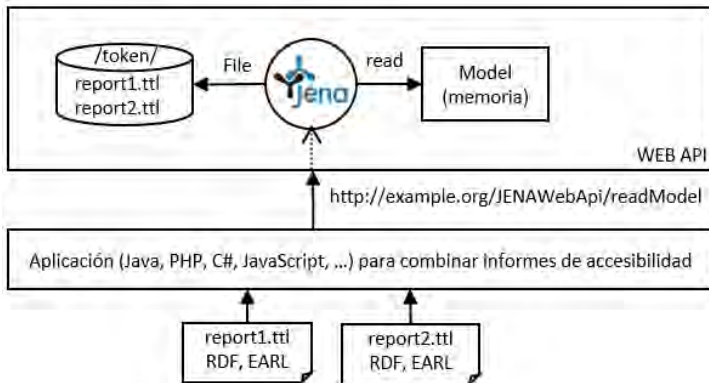 /token/
report1.ttl
report2.ttl
File
Jena
read
Model
(memoria)
WEB API
http://example.org/JENAWebApi/readModel
Aplicación (Java, PHP, C#, JavaScript, ...) para combinar Informes de accesibilidad
report1.ttl
RDF, EARL
report2.ttl
RDF, EARL